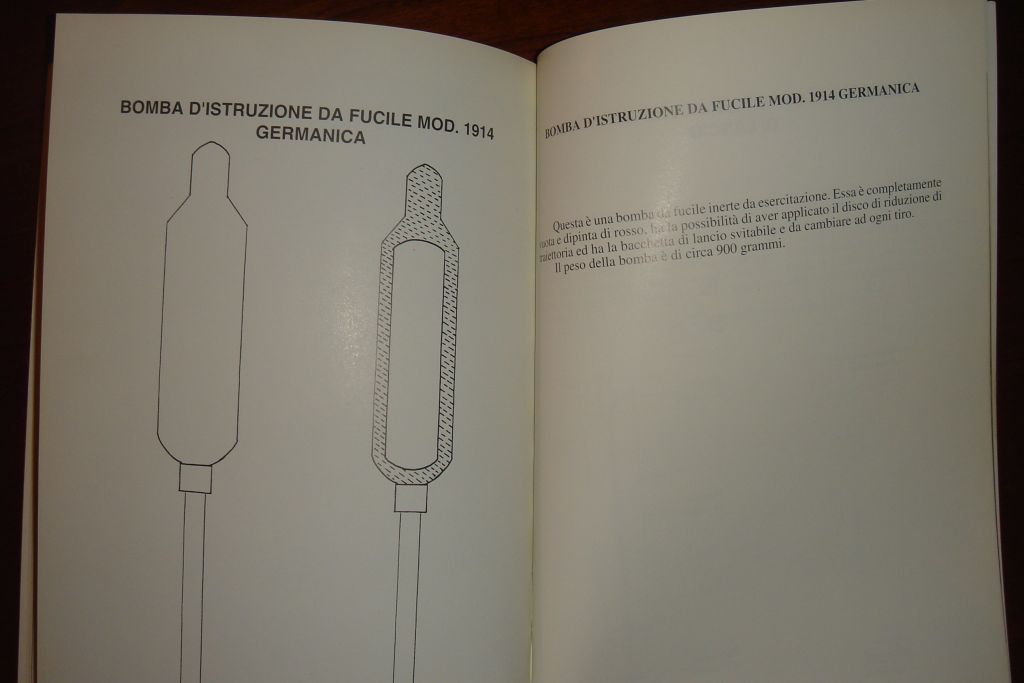 BOMBA D'ISTRUZIONE DA FUCILE MOD. 1914
GERMANICA
BOMBA D'ISTRUZIONE DA FUCILE MOD. 1914 GERMANICA
Questa è una bomba da fucile inerte da esercitazione. Essa è completamente
vuota e dipinta di rosso, ha la possibilità di aver applicato il disco di riduzione di
traiettoria ed ha la bacchetta di lancio svitabile e da cambiare ad ogni tiro.
Il peso della bomba è di circa 900 grammi.